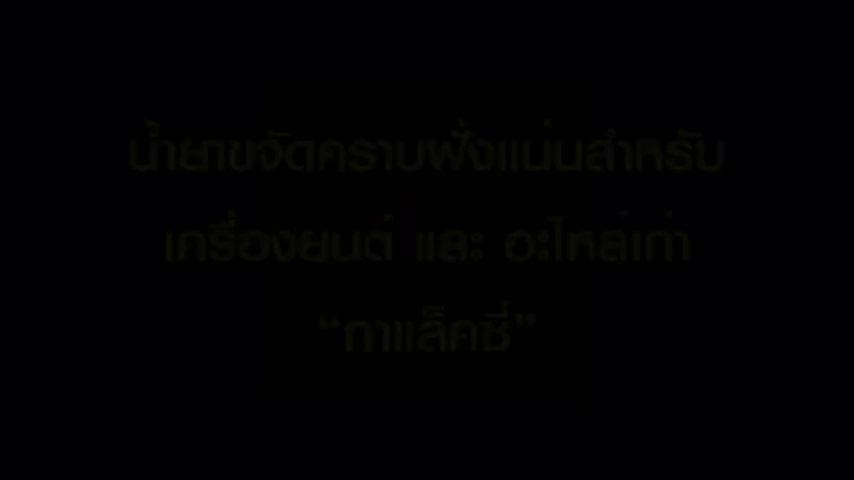 น้ำยาขจัดคราบฝั่งแน่นสำหรับ
เครื่องยนต์ และ อะไหล่เก่า
“กาแล็คซี่”